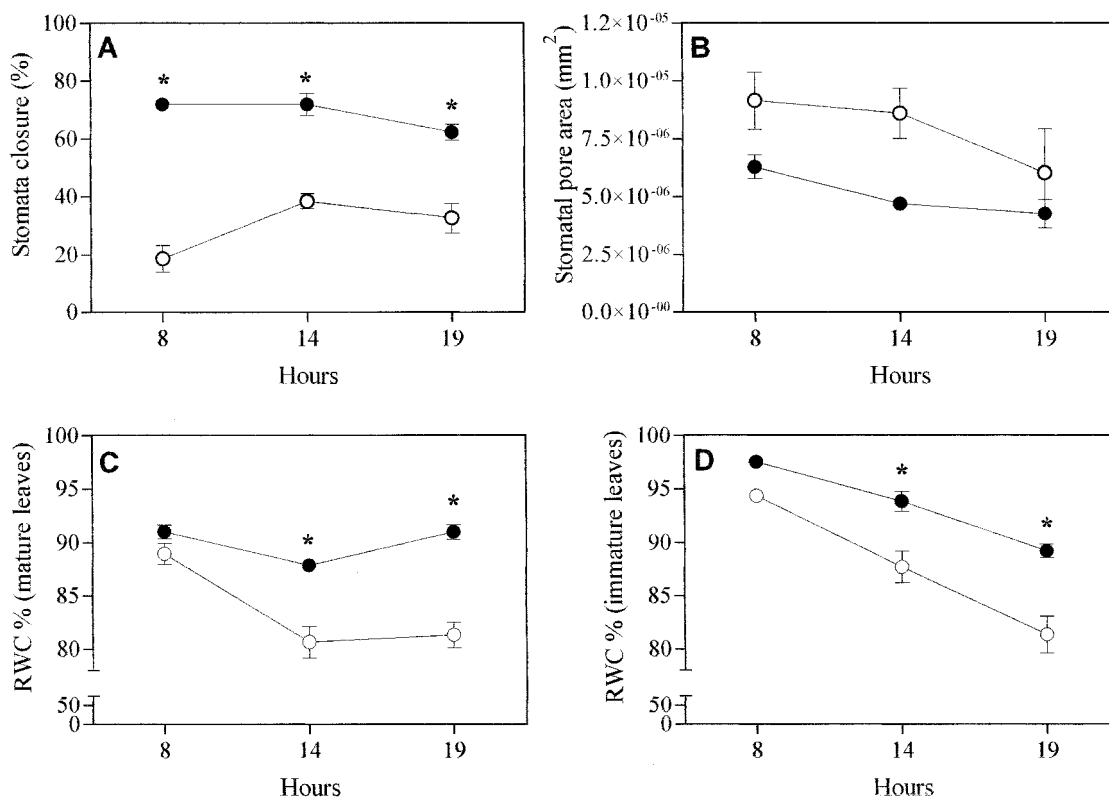 A
Stomata closure (%)
100
80
60
40
20
0
* * *
8 14 19
Hours
B
Stomatal pore area (mm²)
1.2×10⁻⁰⁵
1.0×10⁻⁰⁵
7.5×10⁻⁰⁶
5.0×10⁻⁰⁶
2.5×10⁻⁰⁶
0.0×10⁻⁰⁰
8 14 19
Hours
C
RWC % (mature leaves)
100
95
90
85
80
50
0
* *
8 14 19
Hours
D
RWC % (immature leaves)
100
95
90
85
80
50
0
* *
8 14 19
Hours